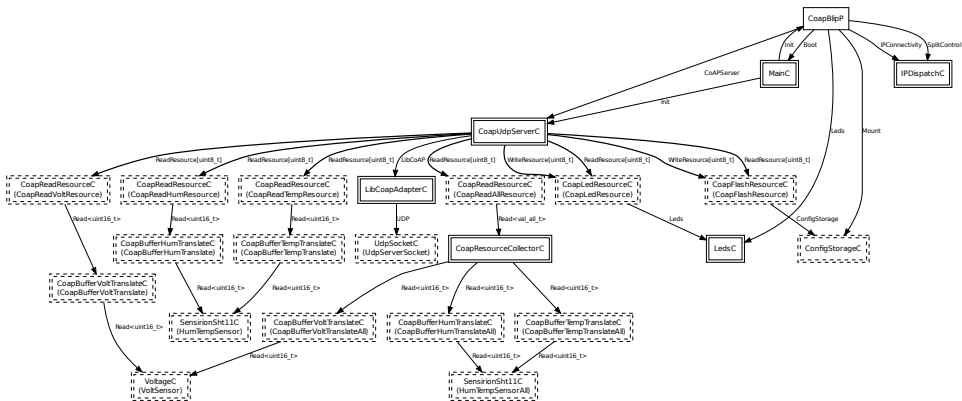 CoapBlipP
Init
Boot
IPConnectivity
SplitControl
CoAPServer
MainC
IPDispatchC
Init
Leds
Mount
CoapUdpServerC
ReadResource[uint8_t]
ReadResource[uint8_t]
ReadResource[uint8_t]
LibCoAP
ReadResource[uint8_t]
WriteResource[uint8_t]
ReadResource[uint8_t]
WriteResource[uint8_t]
ReadResource[uint8_t]
CoapReadResourceC
(CoapReadVoltResource)
CoapReadResourceC
(CoapReadHumResource)
CoapReadResourceC
(CoapReadTempResource)
LibCoapAdapterC
CoapReadResourceC
(CoapReadAllResource)
CoapLedResourceC
(CoapLedResource)
CoapFlashResourceC
(CoapFlashResource)
Read<uint16_t>
Read<uint16_t>
Read<uint16_t>
UDP
Read<val_all_t>
Leds
ConfigStorage
CoapBufferHumTranslateC
(CoapBufferHumTranslate)
CoapBufferTempTranslateC
(CoapBufferTempTranslate)
UdpSocketC
(UdpServerSocket)
CoapResourceCollectorC
LedsC
ConfigStorageC
CoapBufferVoltTranslateC
(CoapBufferVoltTranslate)
Read<uint16_t>
Read<uint16_t>
Read<uint16_t>
Read<uint16_t>
Read<uint16_t>
Read<uint16_t>
SensirionSht11C
(HumTempSensor)
CoapBufferVoltTranslateC
(CoapBufferVoltTranslateAll)
CoapBufferHumTranslateC
(CoapBufferHumTranslateAll)
CoapBufferTempTranslateC
(CoapBufferTempTranslateAll)
Read<uint16_t>
Read<uint16_t>
Read<uint16_t>
VoltageC
(VoltSensor)
SensirionSht11C
(HumTempSensorAll)